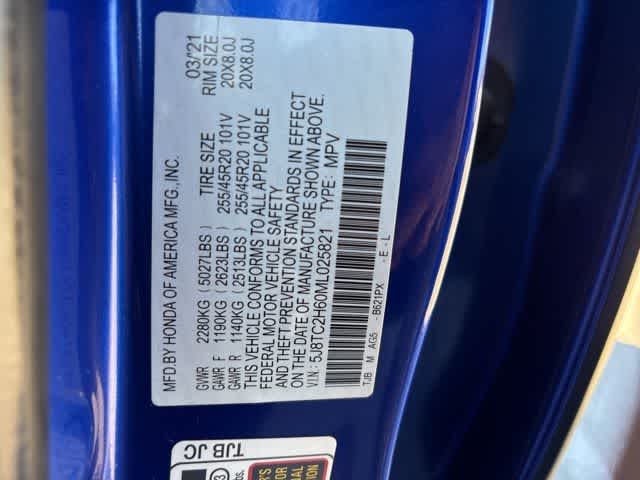 MFD.BY HONDA OF AMERICA MFG.,INC. 03/21
GVWR 2280KG ( 5027LBS ) TIRE SIZE RIM SIZE
GAWR F 1190KG ( 2623LBS ) 255/45R20 101V 20X8.0J
GAWR R 1140KG ( 2513LBS ) 255/45R20 101V 20X8.0J
THIS VEHICLE CONFORMS TO ALL APPLICABLE
FEDERAL MOTOR VEHICLE SAFETY
AND THEFT PREVENTION STANDARDS IN EFFECT
ON THE DATE OF MANUFACTURE SHOWN ABOVE.
V.I.N.: 5J8TC2H60ML025821 TYPE: MPV
TJB M AG5 - B621PX - E - L
TJB JC